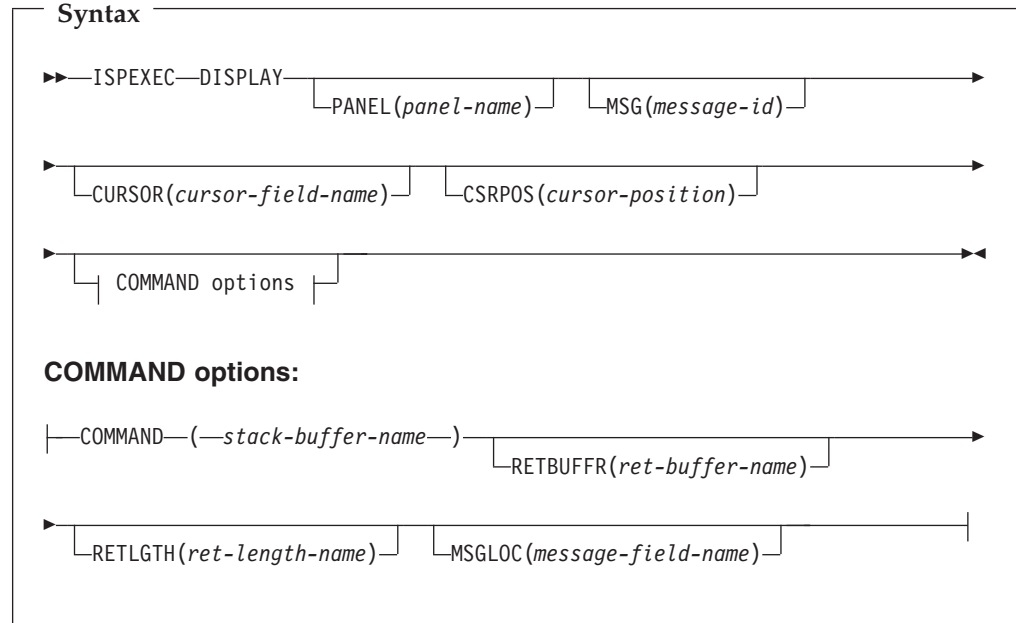 Syntax
ISPEXEC DISPLAY
PANEL(panel-name) MSG(message-id)
CURSOR(cursor-field-name) CSRPOS(cursor-position)
COMMAND options
COMMAND options:
COMMAND ( stack-buffer-name )
RETBUFFR(ret-buffer-name)
RETLGTH(ret-length-name) MSGLOC(message-field-name)